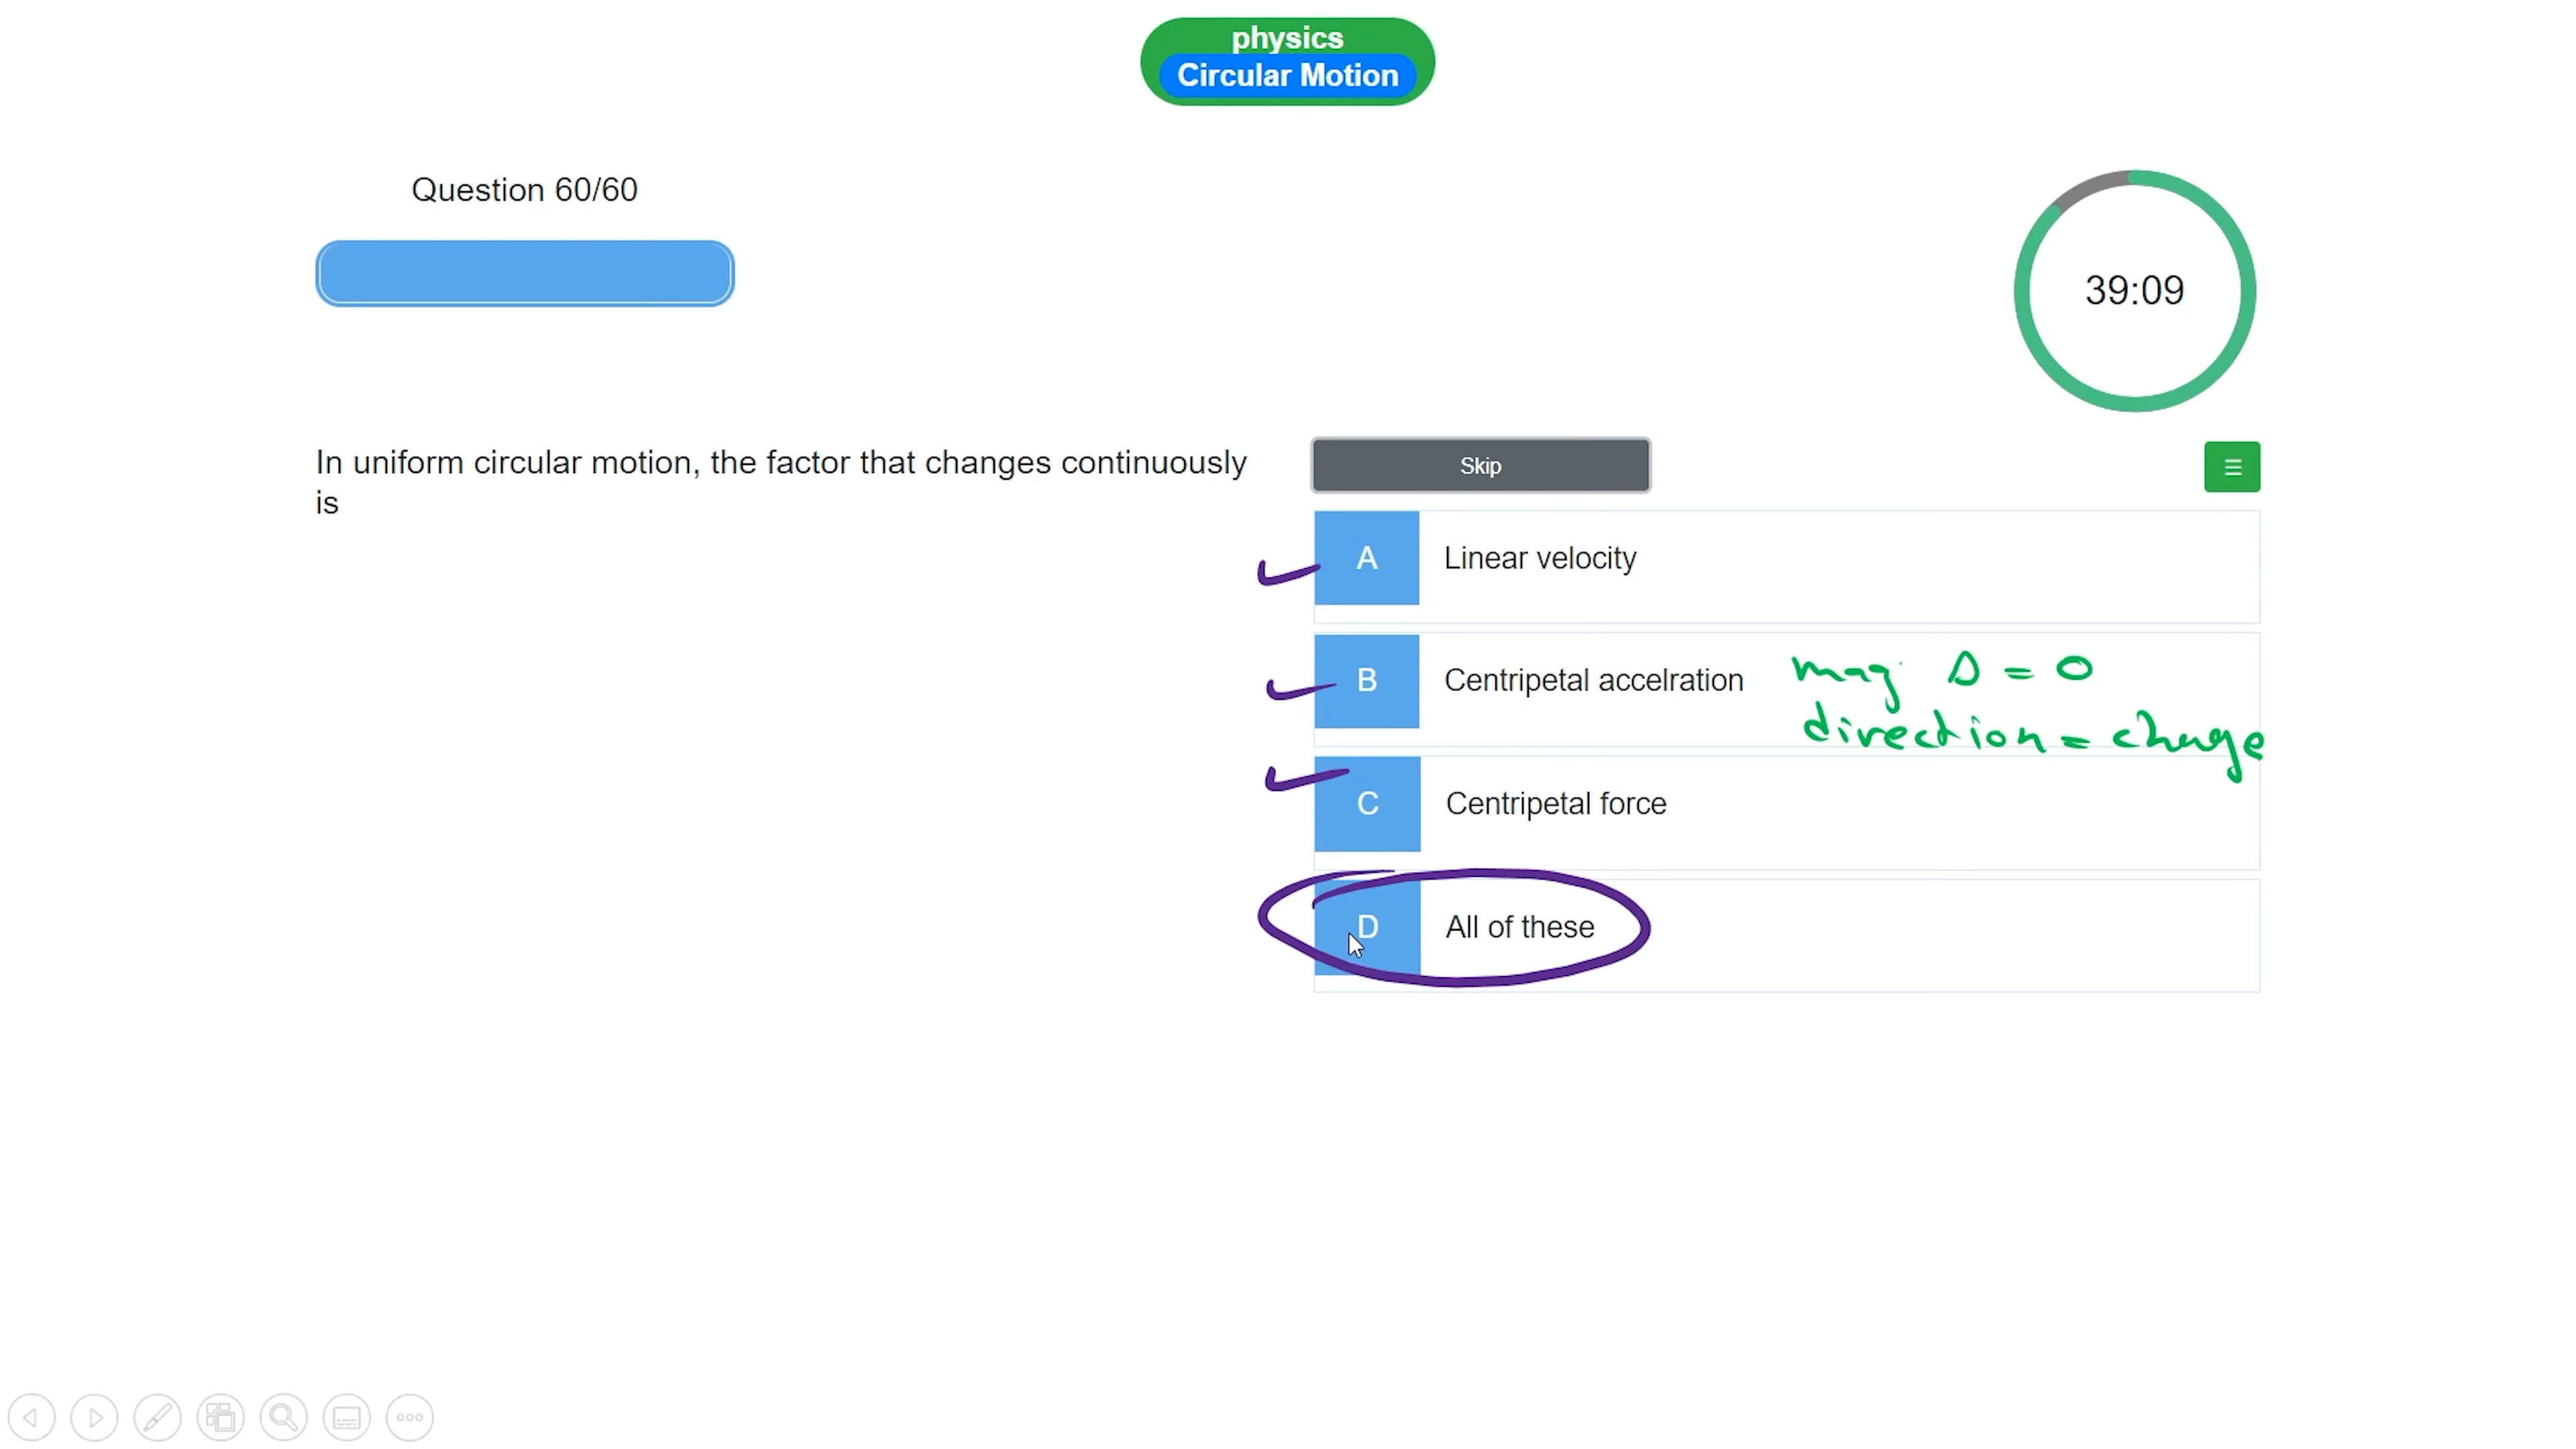 physics
Circular Motion
Question 60/60
39:09
In uniform circular motion, the factor that changes continuously
is
Skip
A Linear velocity
B Centripetal accelration
mag. Δ = 0
direction = change
C Centripetal force
D All of these